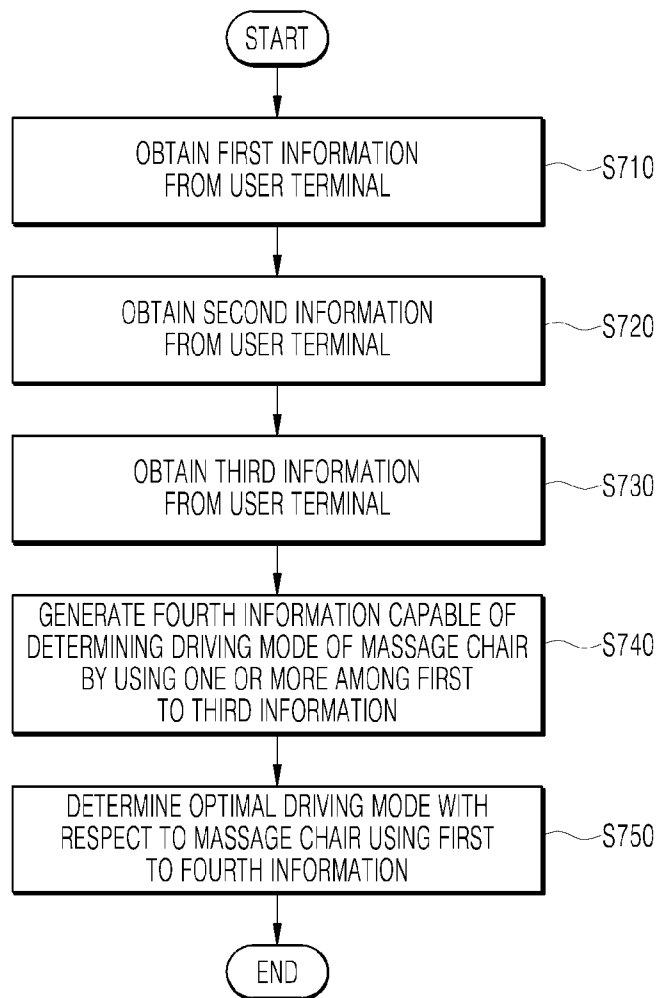 START
OBTAIN FIRST INFORMATION
FROM USER TERMINAL
S710
OBTAIN SECOND INFORMATION
FROM USER TERMINAL
S720
OBTAIN THIRD INFORMATION
FROM USER TERMINAL
S730
GENERATE FOURTH INFORMATION CAPABLE OF
DETERMINING DRIVING MODE OF MASSAGE CHAIR
BY USING ONE OR MORE AMONG FIRST
TO THIRD INFORMATION
S740
DETERMINE OPTIMAL DRIVING MODE WITH
RESPECT TO MASSAGE CHAIR USING FIRST
TO FOURTH INFORMATION
S750
END